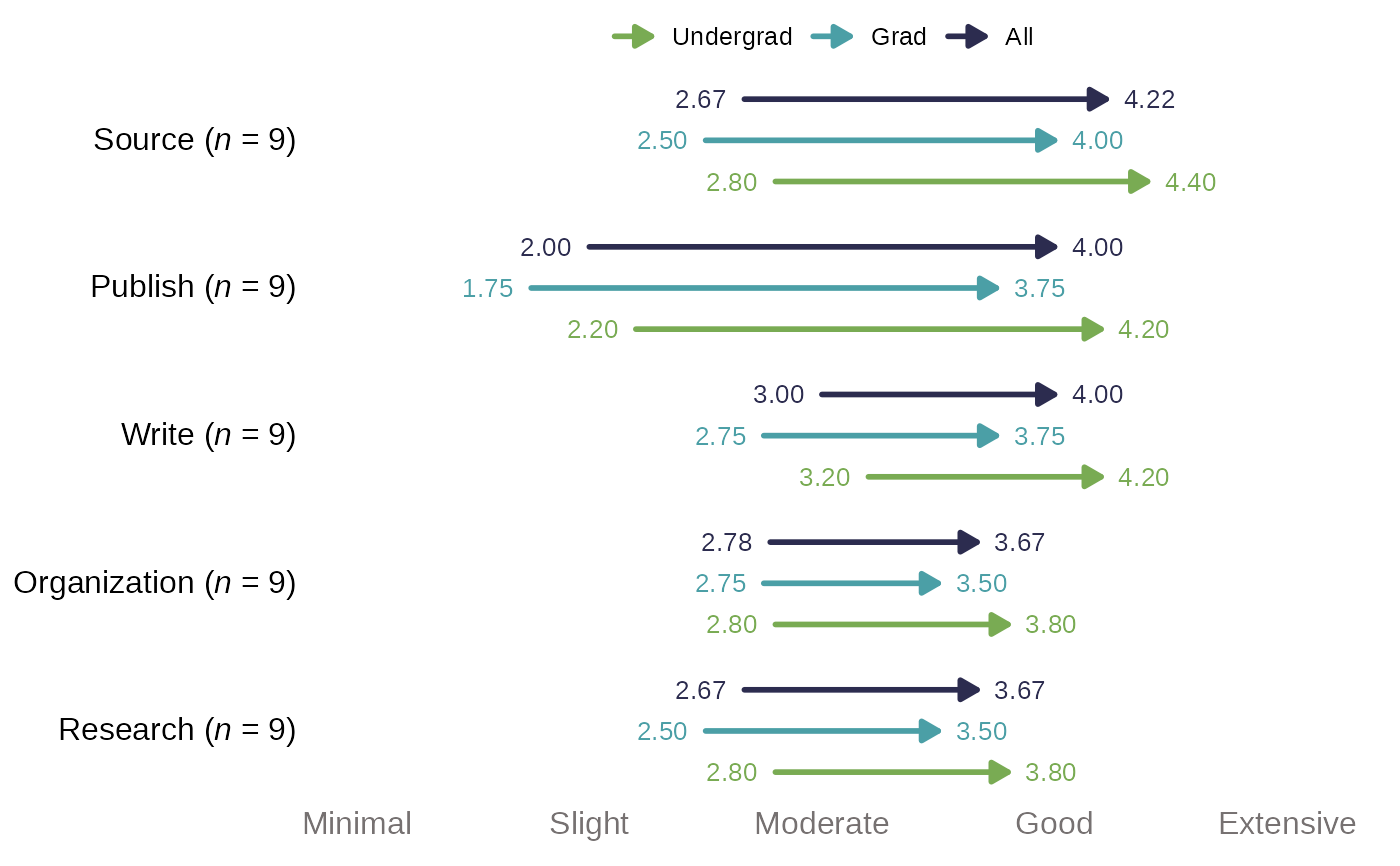 Undergrad Grad All
2.67 4.22
Source (n = 9) 2.50 4.00
2.80 4.40
2.00 4.00
Publish (n = 9) 1.75 3.75
2.20 4.20
3.00 4.00
Write (n = 9) 2.75 3.75
3.20 4.20
2.78 3.67
Organization (n = 9) 2.75 3.50
2.80 3.80
2.67 3.67
Research (n = 9) 2.50 3.50
2.80 3.80
Minimal Slight Moderate Good Extensive